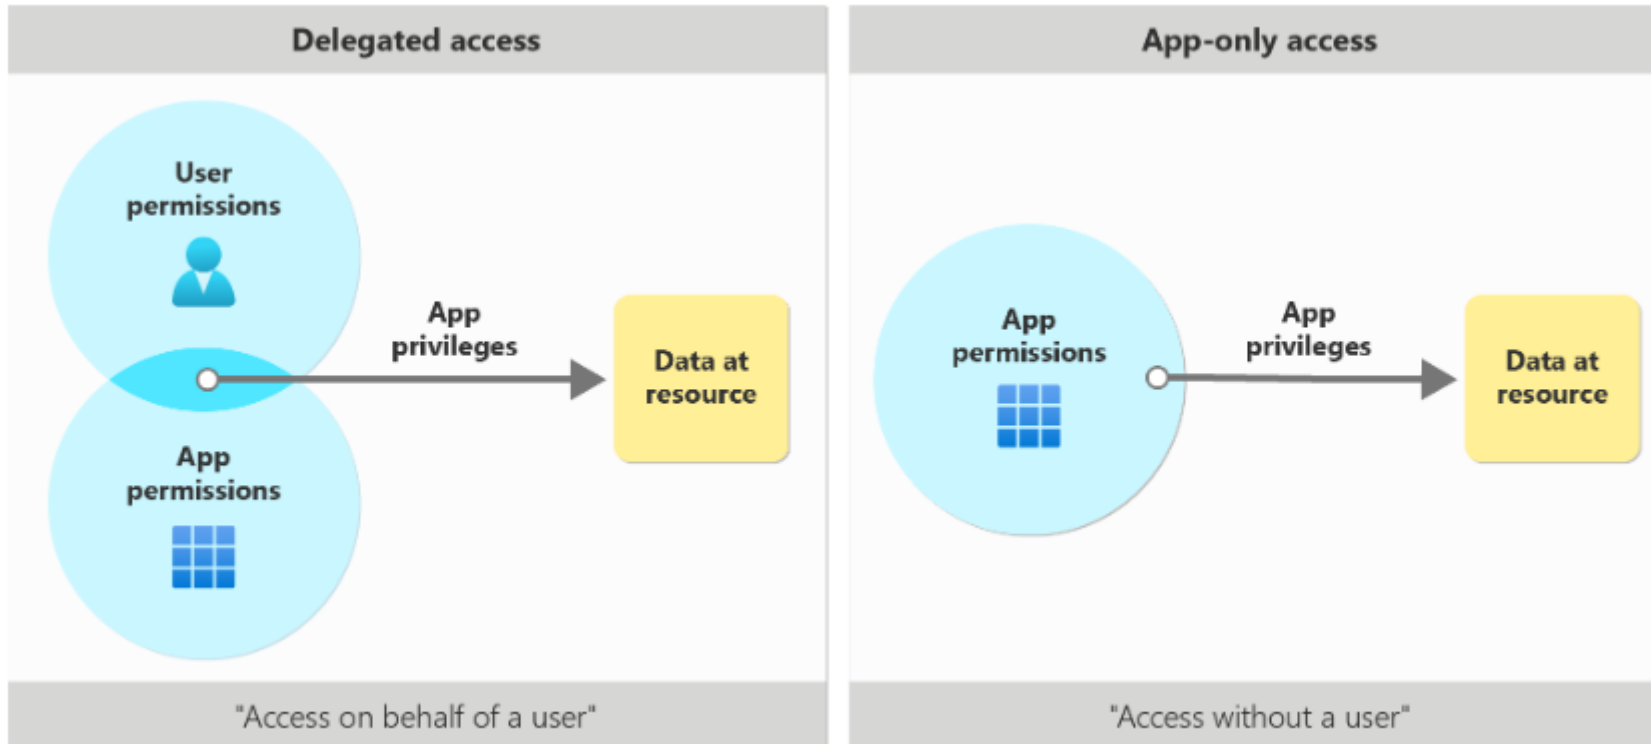 Delegated access
User
permissions
App
privileges
Data at
resource
App
permissions
"Access on behalf of a user"
App-only access
App
permissions
App
privileges
Data at
resource
"Access without a user"